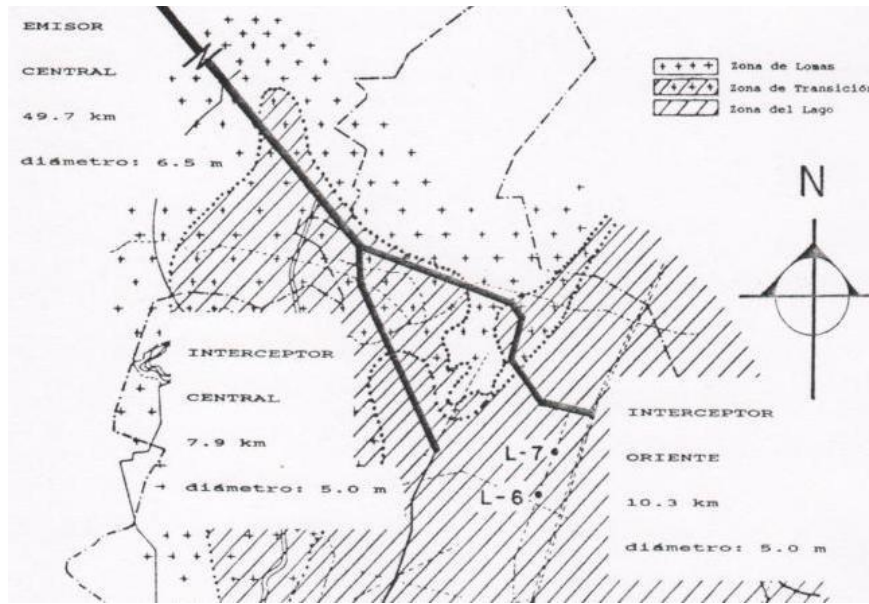 EMISOR
CENTRAL
49.7 km
diámetro: 6.5 m
Zona de Lomas
Zona de Transición
Zona del Lago
N
INTERCEPTOR
CENTRAL
7.9 km
diámetro: 5.0 m
L-7
L-6
INTERCEPTOR
ORIENTE
10.3 km
diámetro: 5.0 m